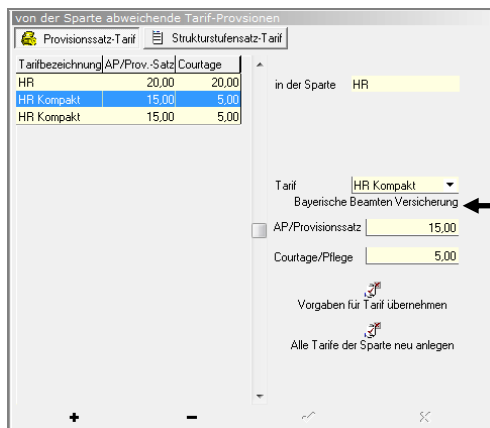 von der Sparte abweichende Tarif-Provsionen
Provisionssatz-Tarif Strukturstufensatz-Tarif
Tarifbezeichnung AP/Prov.-Satz Courtage
HR 20,00 20,00
HR Kompakt 15,00 5,00
HR Kompakt 15,00 5,00
in der Sparte HR
Tarif HR Kompakt
Bayerische Beamten Versicherung
AP/Provisionssatz 15,00
Courtage/Pflege 5,00
Vorgaben für Tarif übernehmen
Alle Tarife der Sparte neu anlegen